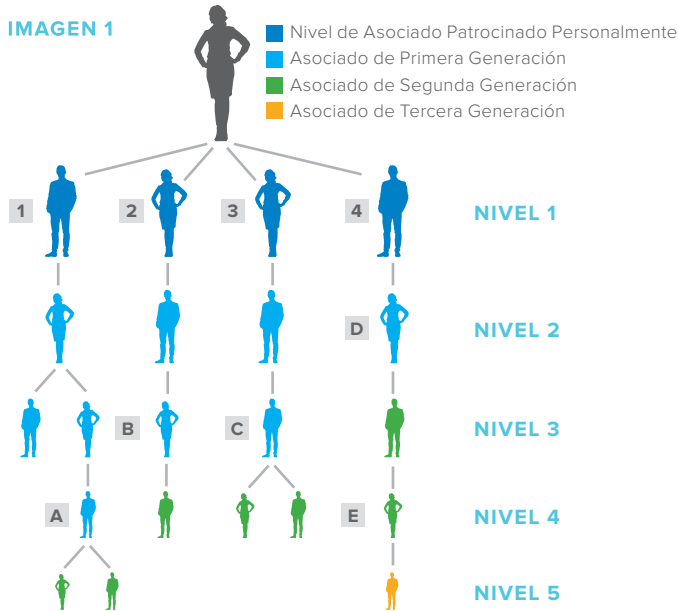 IMAGEN 1
Nivel de Asociado Patrocinado Personalmente
Asociado de Primera Generación
Asociado de Segunda Generación
Asociado de Tercera Generación
1
2
3
4
NIVEL 1
D
NIVEL 2
B
C
NIVEL 3
A
E
NIVEL 4
NIVEL 5